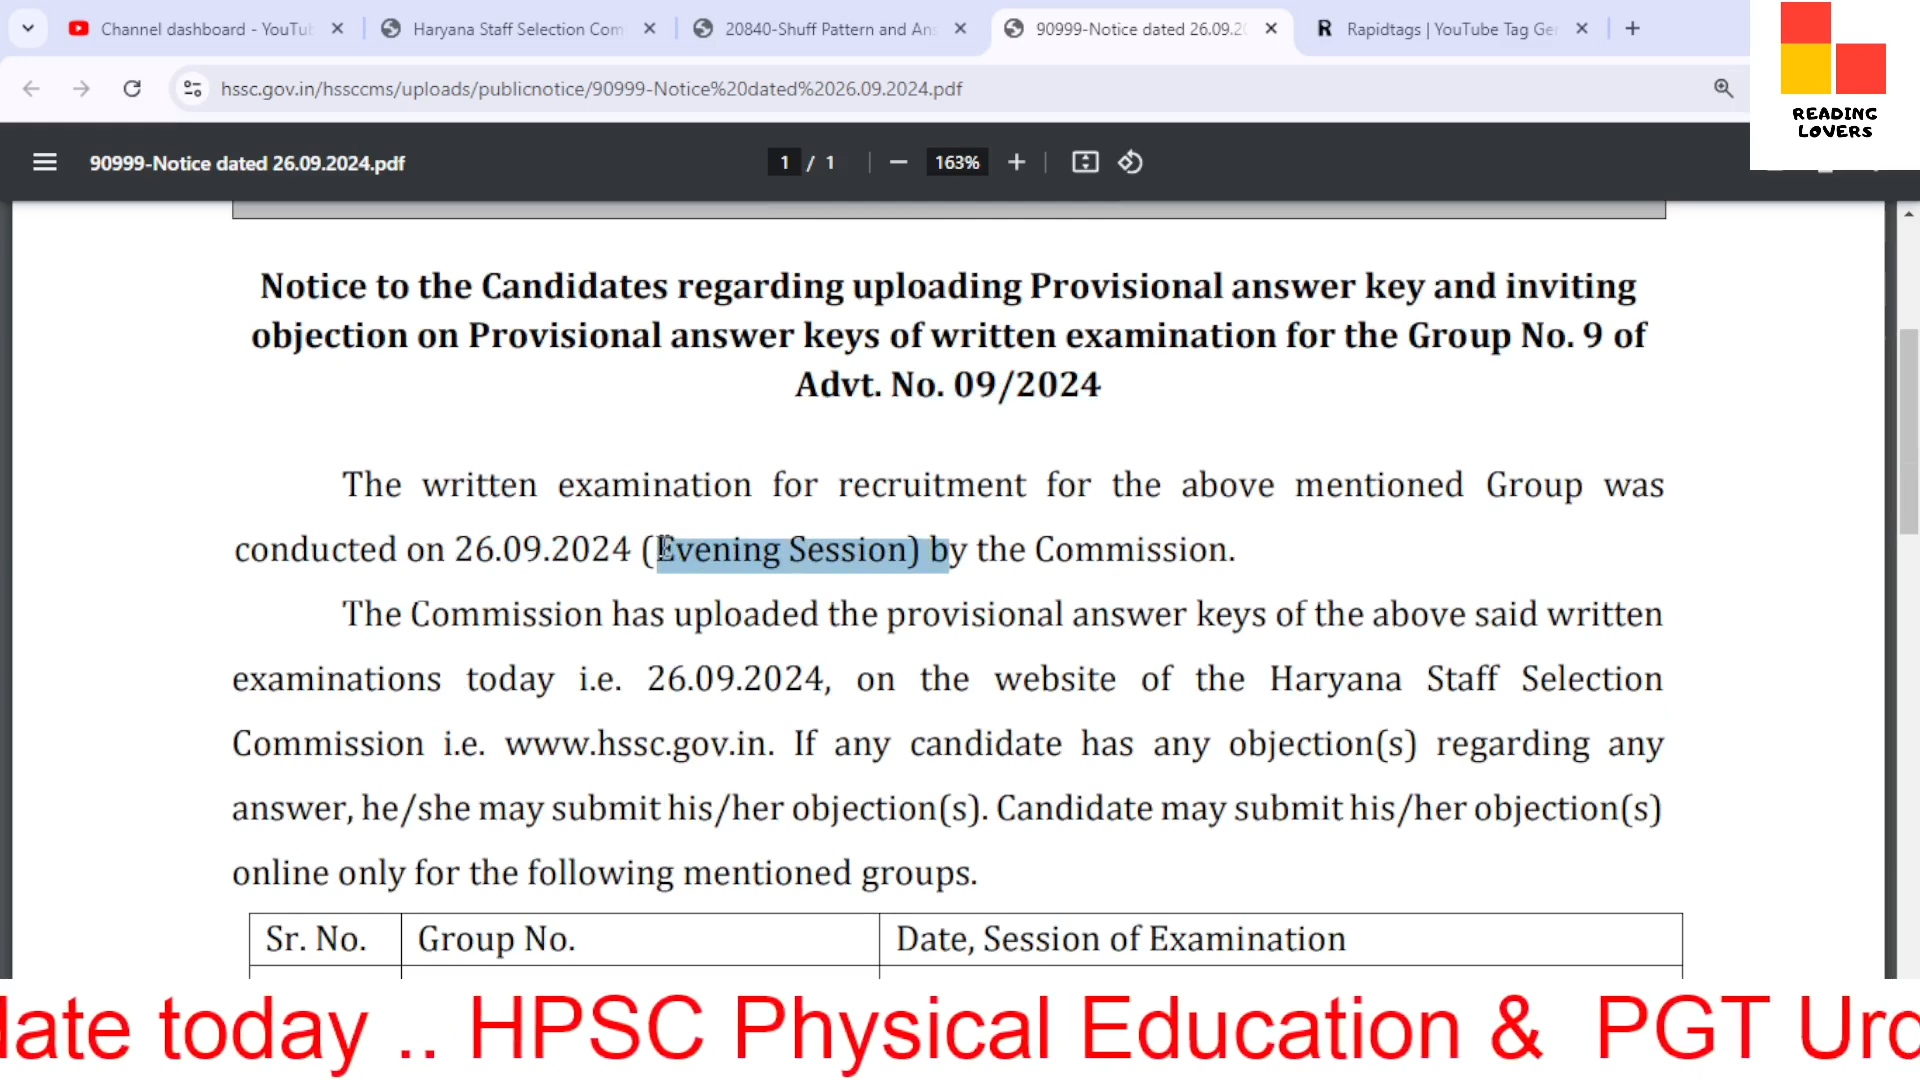 Channel dashboard - YouTu
Haryana Staff Selection Com
20840-Shuff Pattern and Ans
90999-Notice dated 26.09.20
Rapidtags | YouTube Tag Gen
hssc.gov.in/hssccms/uploads/publicnotice/90999-Notice%20dated%2026.09.2024.pdf
READING
LOVERS
90999-Notice dated 26.09.2024.pdf
1 / 1
163%
Notice to the Candidates regarding uploading Provisional answer key and inviting
objection on Provisional answer keys of written examination for the Group No. 9 of
Advt. No. 09/2024
The written examination for recruitment for the above mentioned Group was
conducted on 26.09.2024 (Evening Session) by the Commission.
The Commission has uploaded the provisional answer keys of the above said written
examinations today i.e. 26.09.2024, on the website of the Haryana Staff Selection
Commission i.e. www.hssc.gov.in. If any candidate has any objection(s) regarding any
answer, he/she may submit his/her objection(s). Candidate may submit his/her objection(s)
online only for the following mentioned groups.
Sr. No.
Group No.
Date, Session of Examination
date today .. HPSC Physical Education & PGT Urd